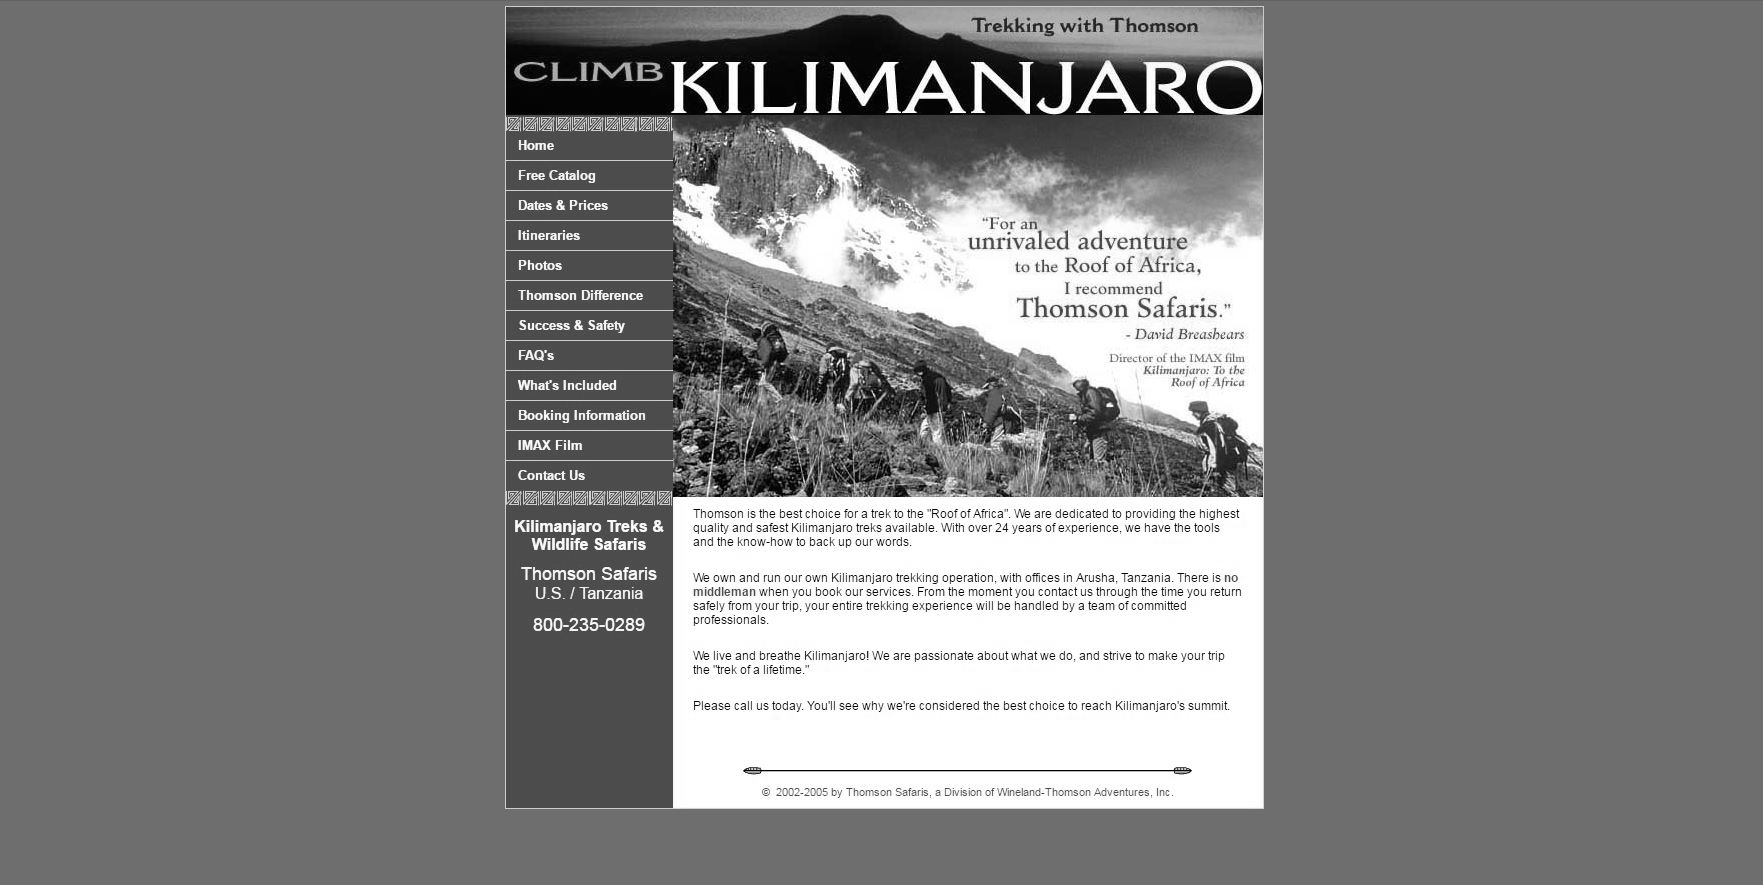 Trekking with Thomson
CLIMB KILIMANJARO
Home
Free Catalog
Dates & Prices
Itineraries
Photos
Thomson Difference
Success & Safety
FAQ's
What's Included
Booking Information
IMAX Film
Contact Us
Kilimanjaro Treks &
Wildlife Safaris
Thomson Safaris
U.S. / Tanzania
800-235-0289
“For an
unrivaled adventure
to the Roof of Africa,
I recommend
Thomson Safaris.”
- David Breashears
Director of the IMAX film
Kilimanjaro: To the
Roof of Africa
Thomson is the best choice for a trek to the "Roof of Africa". We are dedicated to providing the highest
quality and safest Kilimanjaro treks available. With over 24 years of experience, we have the tools
and the know-how to back up our words.
We own and run our own Kilimanjaro trekking operation, with offices in Arusha, Tanzania. There is no
middleman when you book our services. From the moment you contact us through the time you return
safely from your trip, your entire trekking experience will be handled by a team of committed
professionals.
We live and breathe Kilimanjaro! We are passionate about what we do, and strive to make your trip
the "trek of a lifetime."
Please call us today. You'll see why we're considered the best choice to reach Kilimanjaro's summit.
© 2002-2005 by Thomson Safaris, a Division of Wineland-Thomson Adventures, Inc.